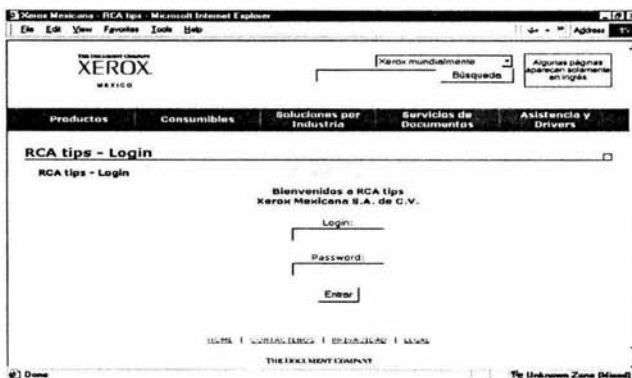 Xerox Mexicana - RCA tips - Microsoft Internet Explorer
File Edit View Favorites Tools Help
Address
THE DOCUMENT COMPANY
XEROX
MEXICO
Xerox mundialmente
Búsqueda
Algunas páginas
aparecen solamente
en inglés
Productos
Consumibles
Soluciones por
Industria
Servicios de
Documentos
Asistencia y
Drivers
RCA tips - Login
RCA tips - Login
Bienvenidos a RCA tips
Xerox Mexicana S.A. de C.V.
Login:
Password:
Entrar
HOME | CONTACTENOS | PRIVACIDAD | LEGAL
THE DOCUMENT COMPANY
Done
Unknown Zone (Mixed)